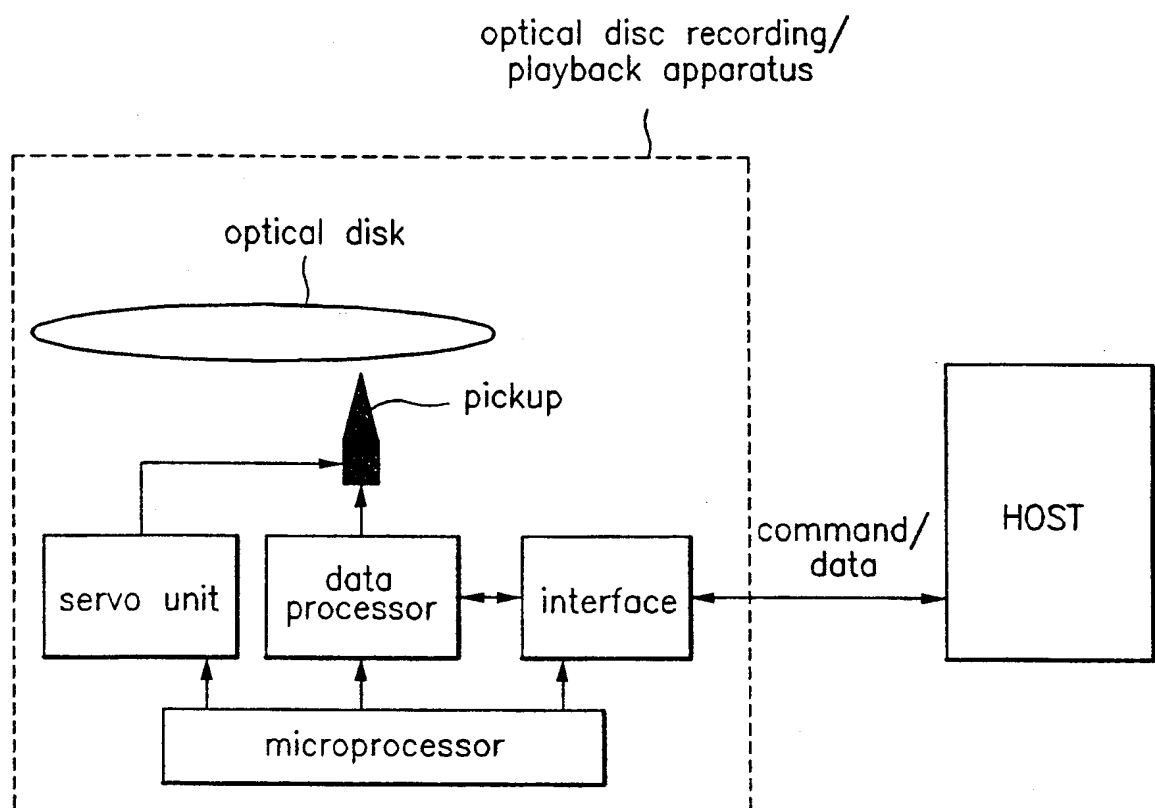 optical disc recording/
playback apparatus
optical disk
pickup
command/
data
HOST
servo unit
data
processor
interface
microprocessor